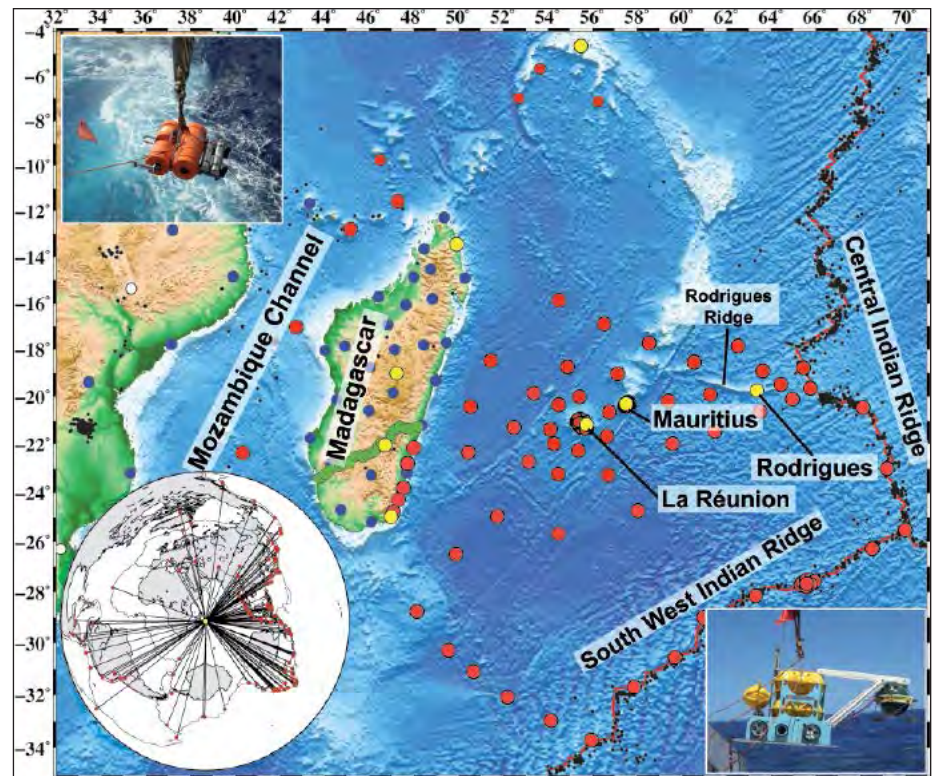 32° 34° 36° 38° 40° 42° 44° 46° 48° 50° 52° 54° 56° 58° 60° 62° 64° 66° 68° 70°
−4°
−6°
−8°
−10°
−12°
−14°
−16°
−18°
−20°
−22°
−24°
−26°
−28°
−30°
−32°
−34°
Mozambique Channel
Madagascar
Central Indian Ridge
Rodrigues
Ridge
Mauritius
Rodrigues
La Réunion
South West Indian Ridge